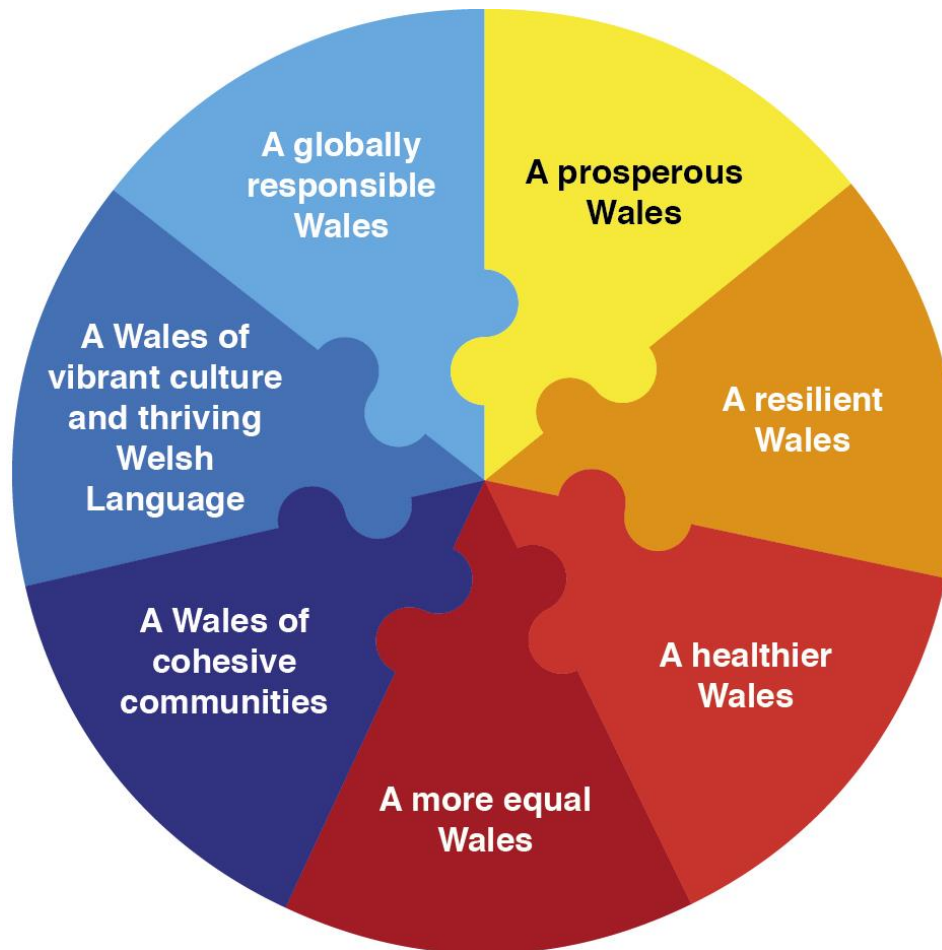 A globally
responsible
Wales
A prosperous
Wales
A resilient
Wales
A healthier
Wales
A more equal
Wales
A Wales of
cohesive
communities
A Wales of
vibrant culture
and thriving
Welsh
Language